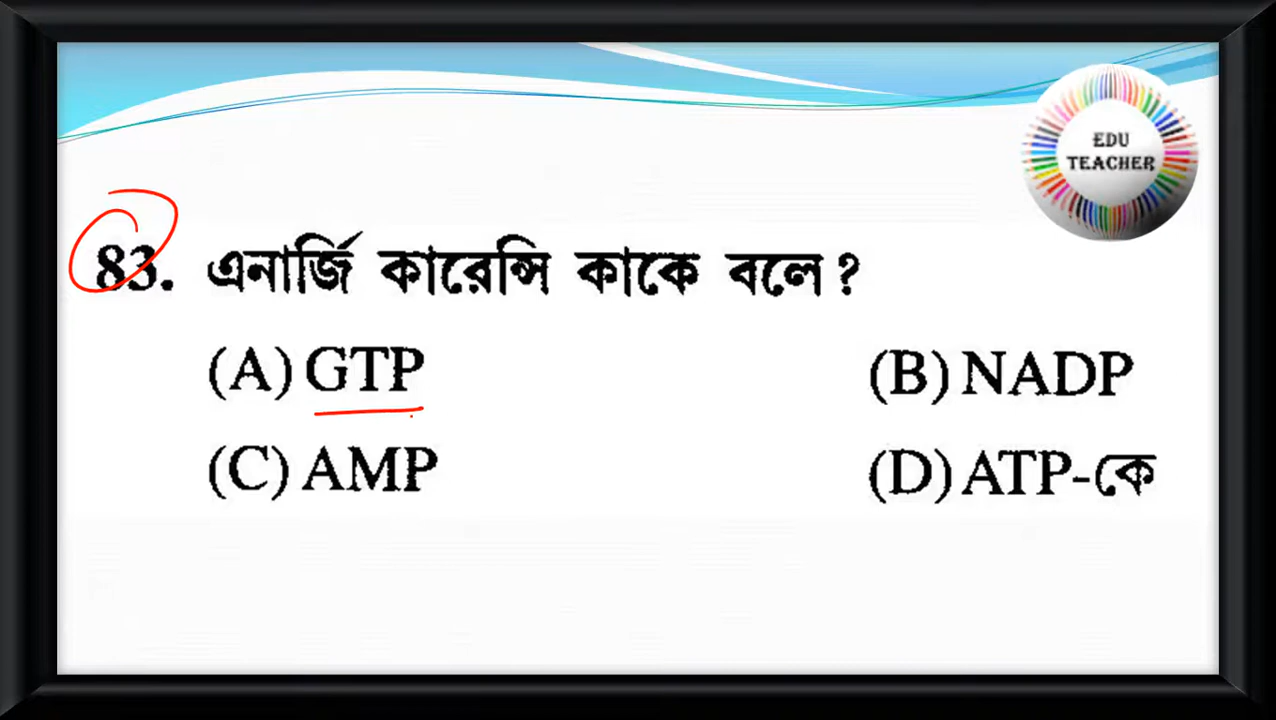 EDU
TEACHER
83. এনার্জি কারেন্সি কাকে বলে?
(A) GTP (B) NADP
(C) AMP (D) ATP-কে